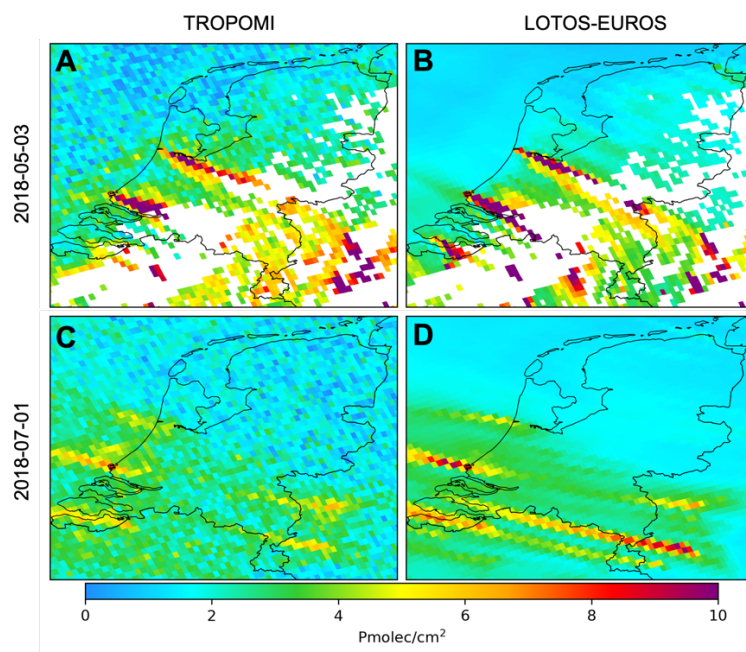 TROPOMI
LOTOS-EUROS
2018-05-03
A
B
2018-07-01
C
D
0
2
4
6
8
10
Pmolec/cm²